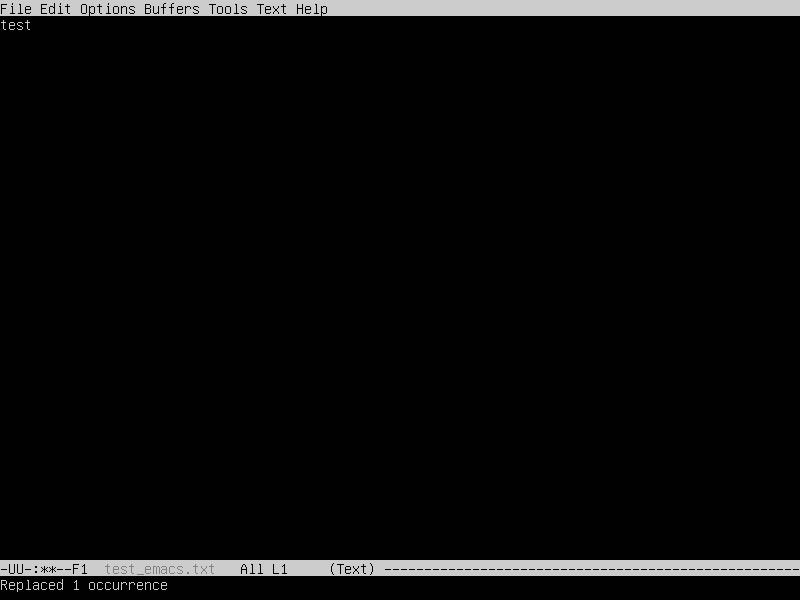 File Edit Options Buffers Tools Text Help
test
-UU-:**--F1  test_emacs.txt   All L1     (Text) ----------------------------------------------------
Replaced 1 occurrence